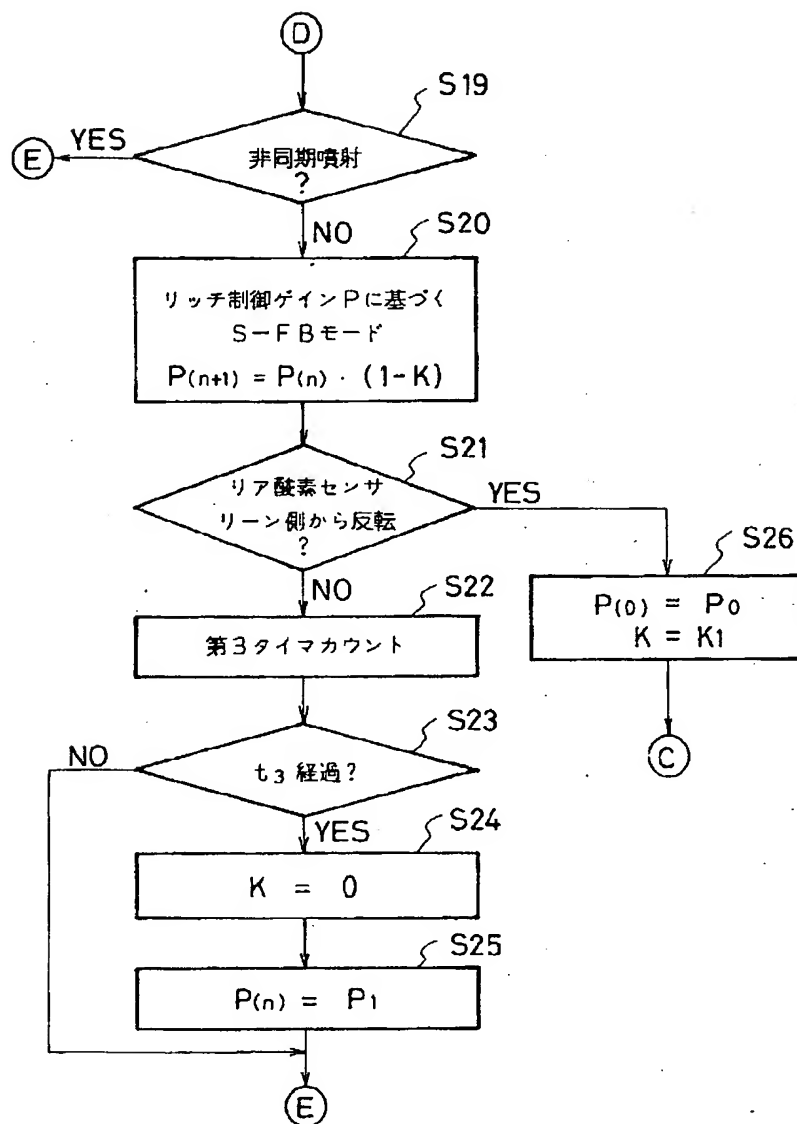 D
S19
YES
E
非同期噴射
?
NO
S20
リッチ制御ゲインPに基づく
S-FBモード
P(n+1) = P(n)・(1-K)
S21
リア酸素センサ
リーン側から反転
?
YES
NO
S26
P(0) = P0
K = K1
C
S22
第3タイマカウント
S23
NO
t3 経過?
YES
S24
K = 0
S25
P(n) = P1
E